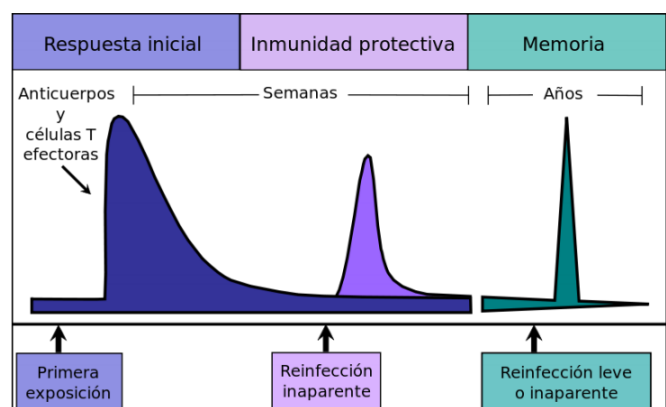 Respuesta inicial
Inmunidad protectiva
Memoria
Anticuerpos
y
células T
efectoras
Semanas
Años
Primera
exposición
Reinfección
inaparente
Reinfección leve
o inaparente